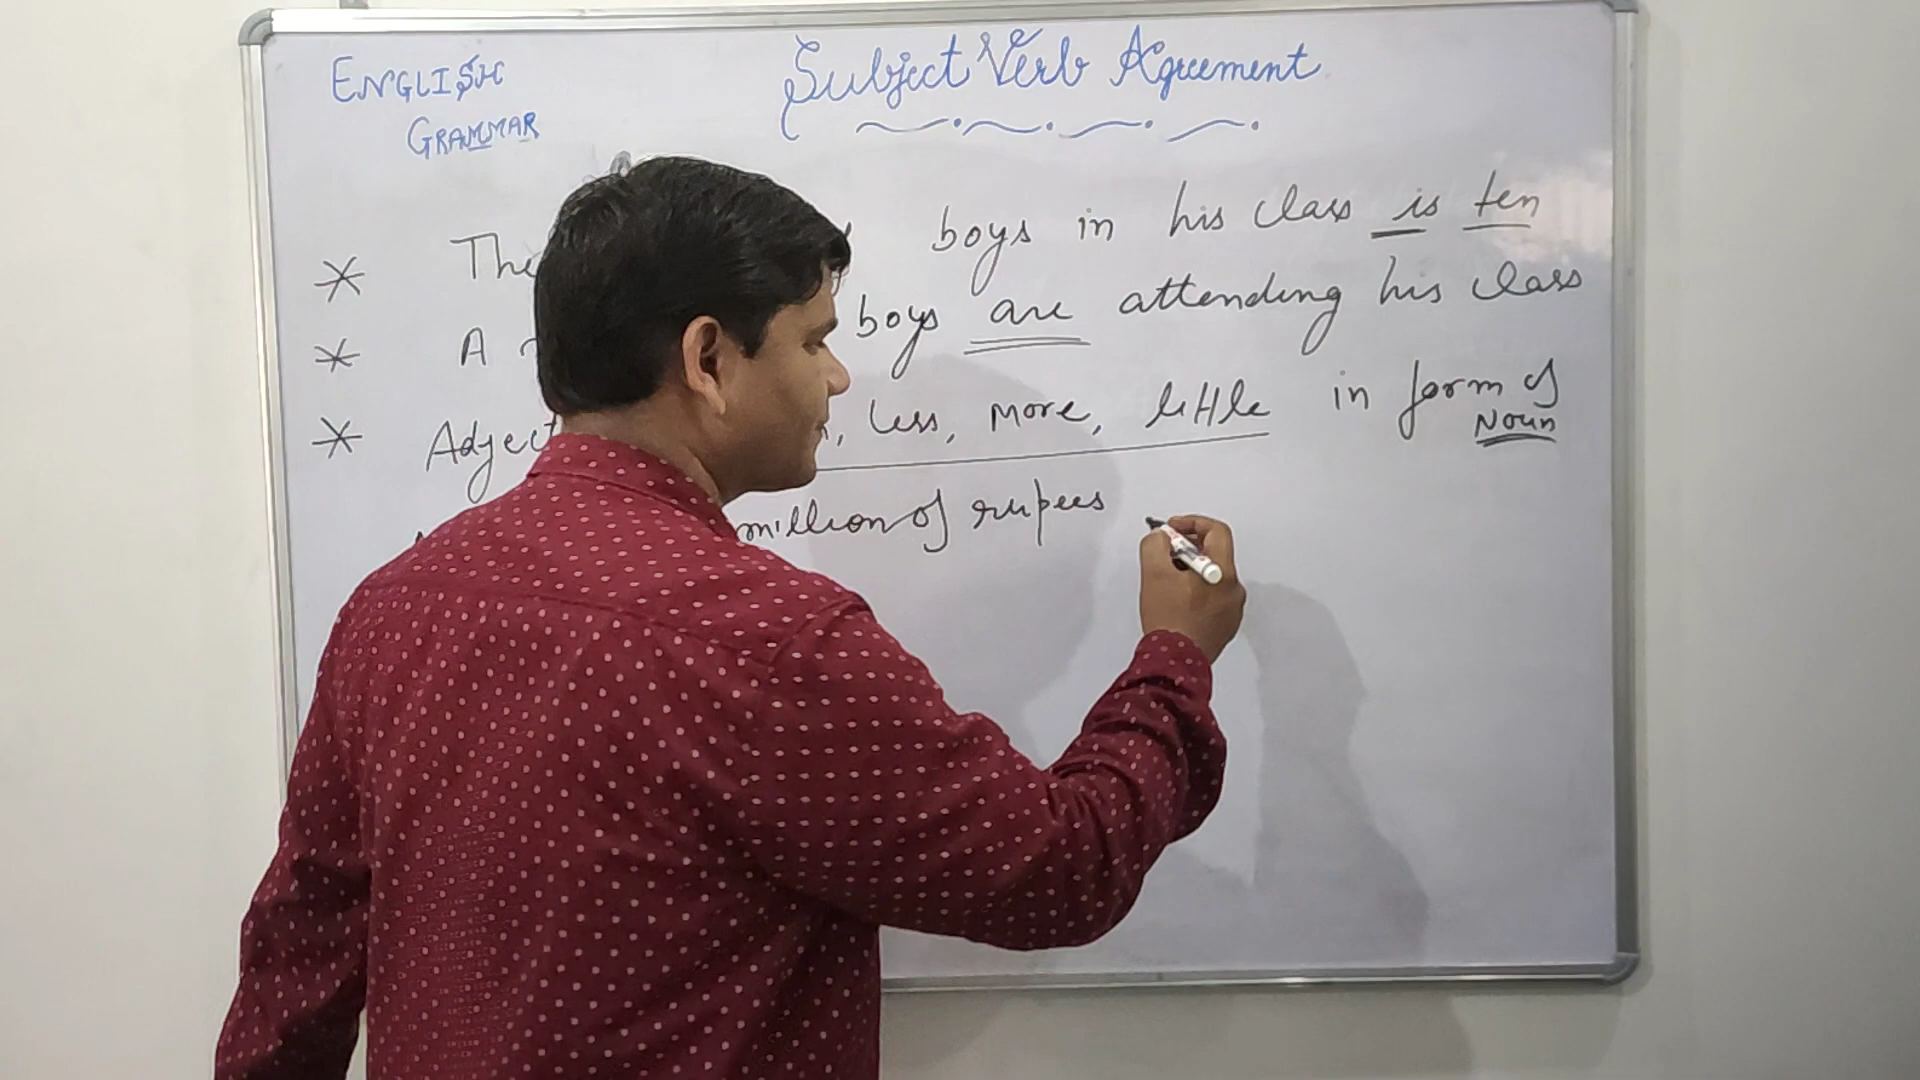 ENGLISH
GRAMMAR
Subject Verb Agreement
* The boys in his class is ten
* A boys are attending his class
* Adject , less, More, little in form of
Noun
million of rupees